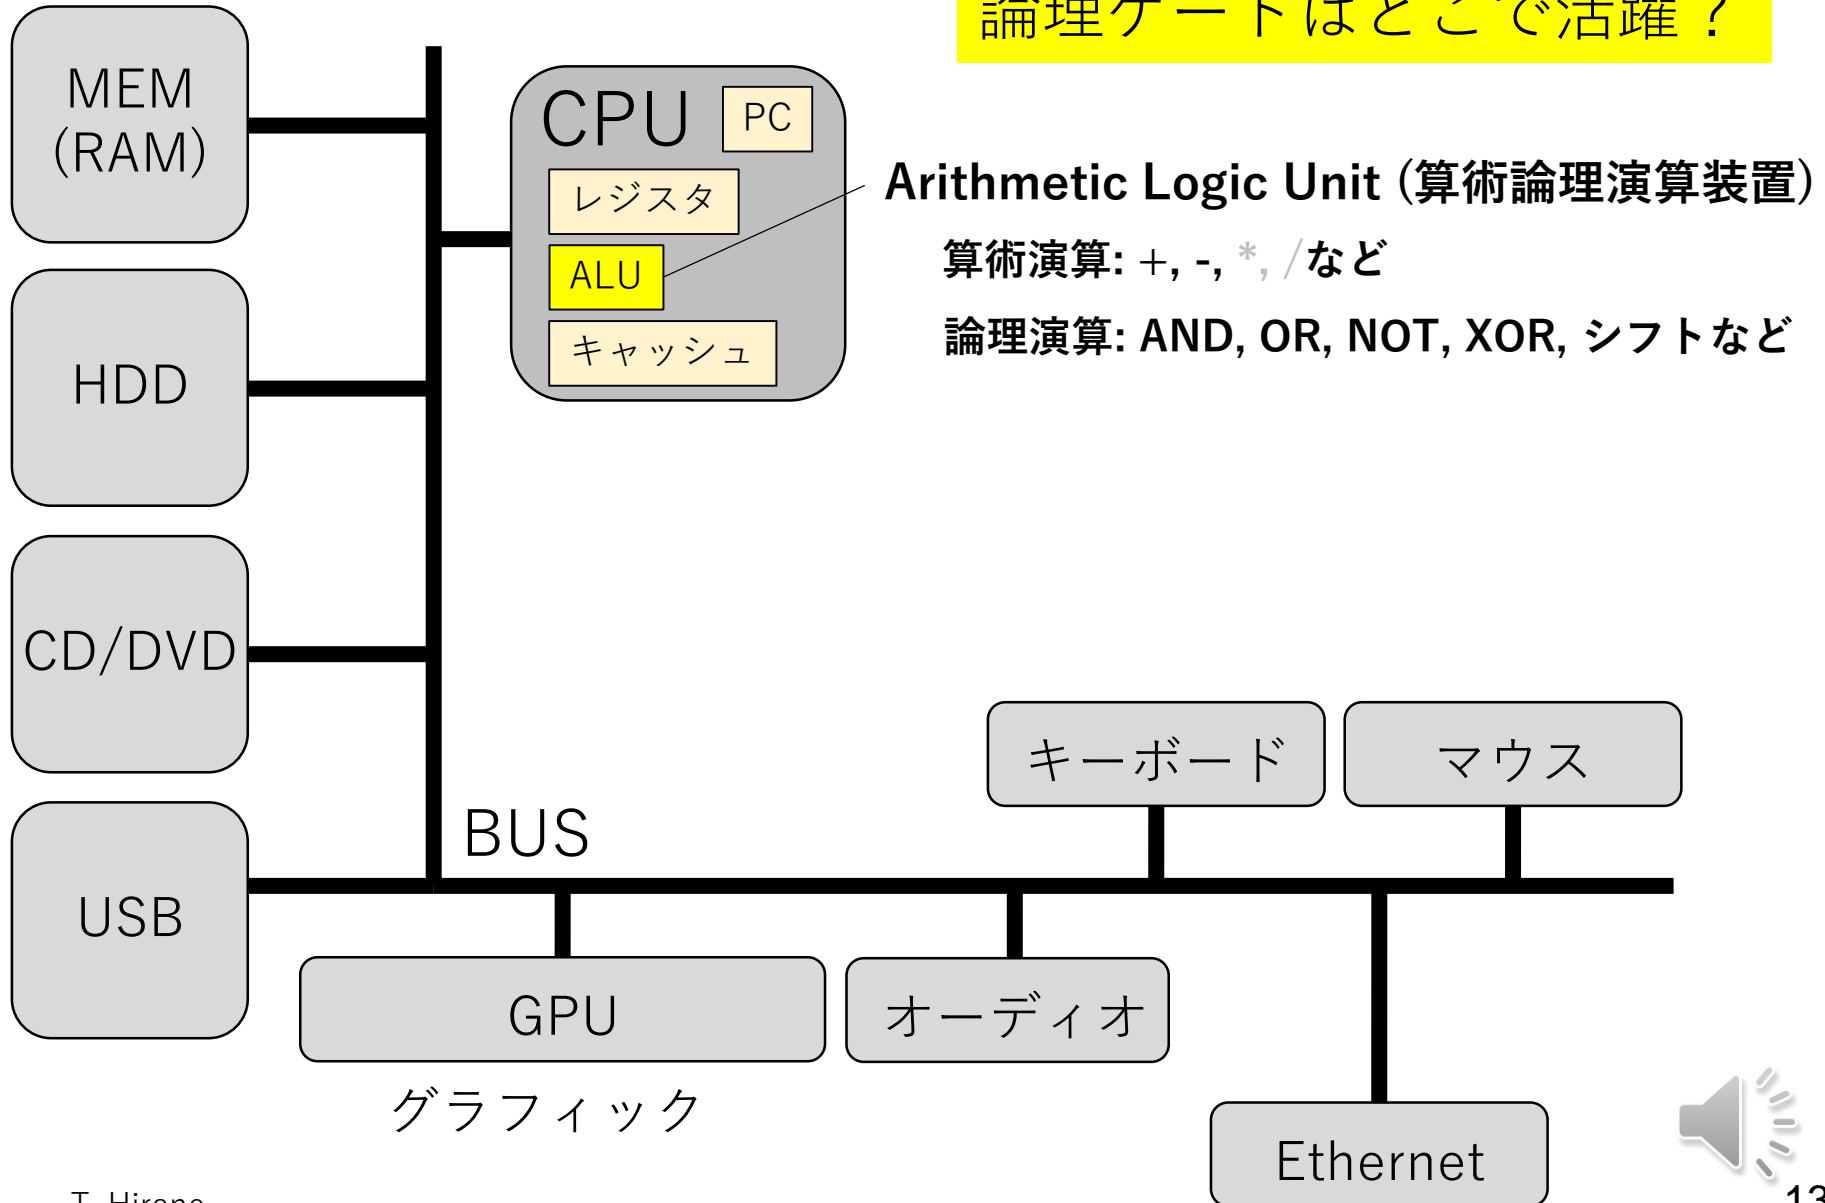 論理ゲートはどこで活躍？
MEM
(RAM)
CPU
PC
レジスタ
ALU
キャッシュ
Arithmetic Logic Unit (算術論理演算装置)
算術演算: +, -, *, /など
論理演算: AND, OR, NOT, XOR, シフトなど
HDD
CD/DVD
キーボード
マウス
BUS
USB
GPU
オーディオ
グラフィック
Ethernet
T. Hirano
13